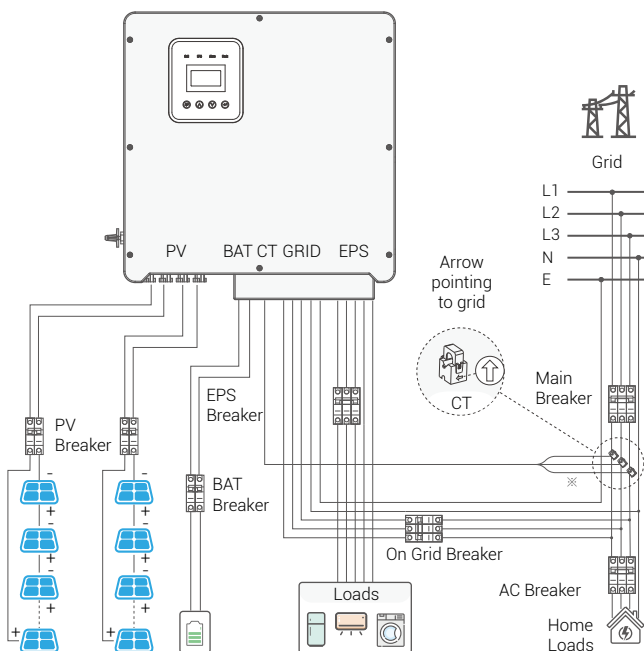 Grid
L1
L2
L3
N
E
PV
BAT CT GRID
EPS
Arrow
pointing
to grid
CT
Main
Breaker
EPS
Breaker
PV
Breaker
-
-
BAT
Breaker
※
+
+
-
-
On Grid Breaker
+
+
-
-
AC Breaker
Loads
+
+
Home
Loads
+
+